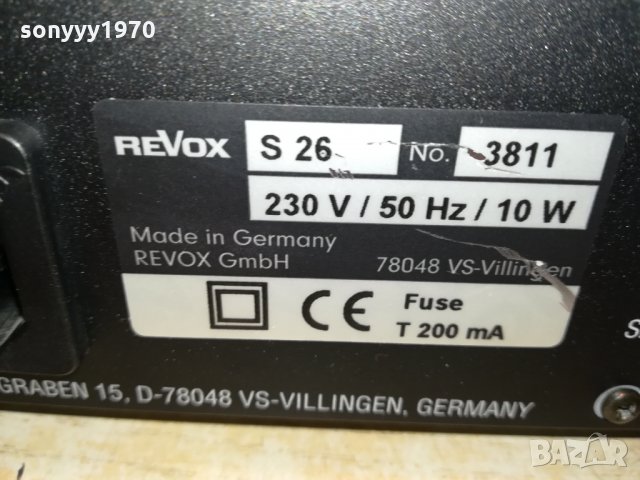 sonyyy1970
REVOX S 26 No. 3811
230 V / 50 Hz / 10 W
Made in Germany
REVOX GmbH 78048 VS-Villingen
CE Fuse
T 200 mA
GRABEN 15, D-78048 VS-VILLINGEN, GERMANY
BAZAR